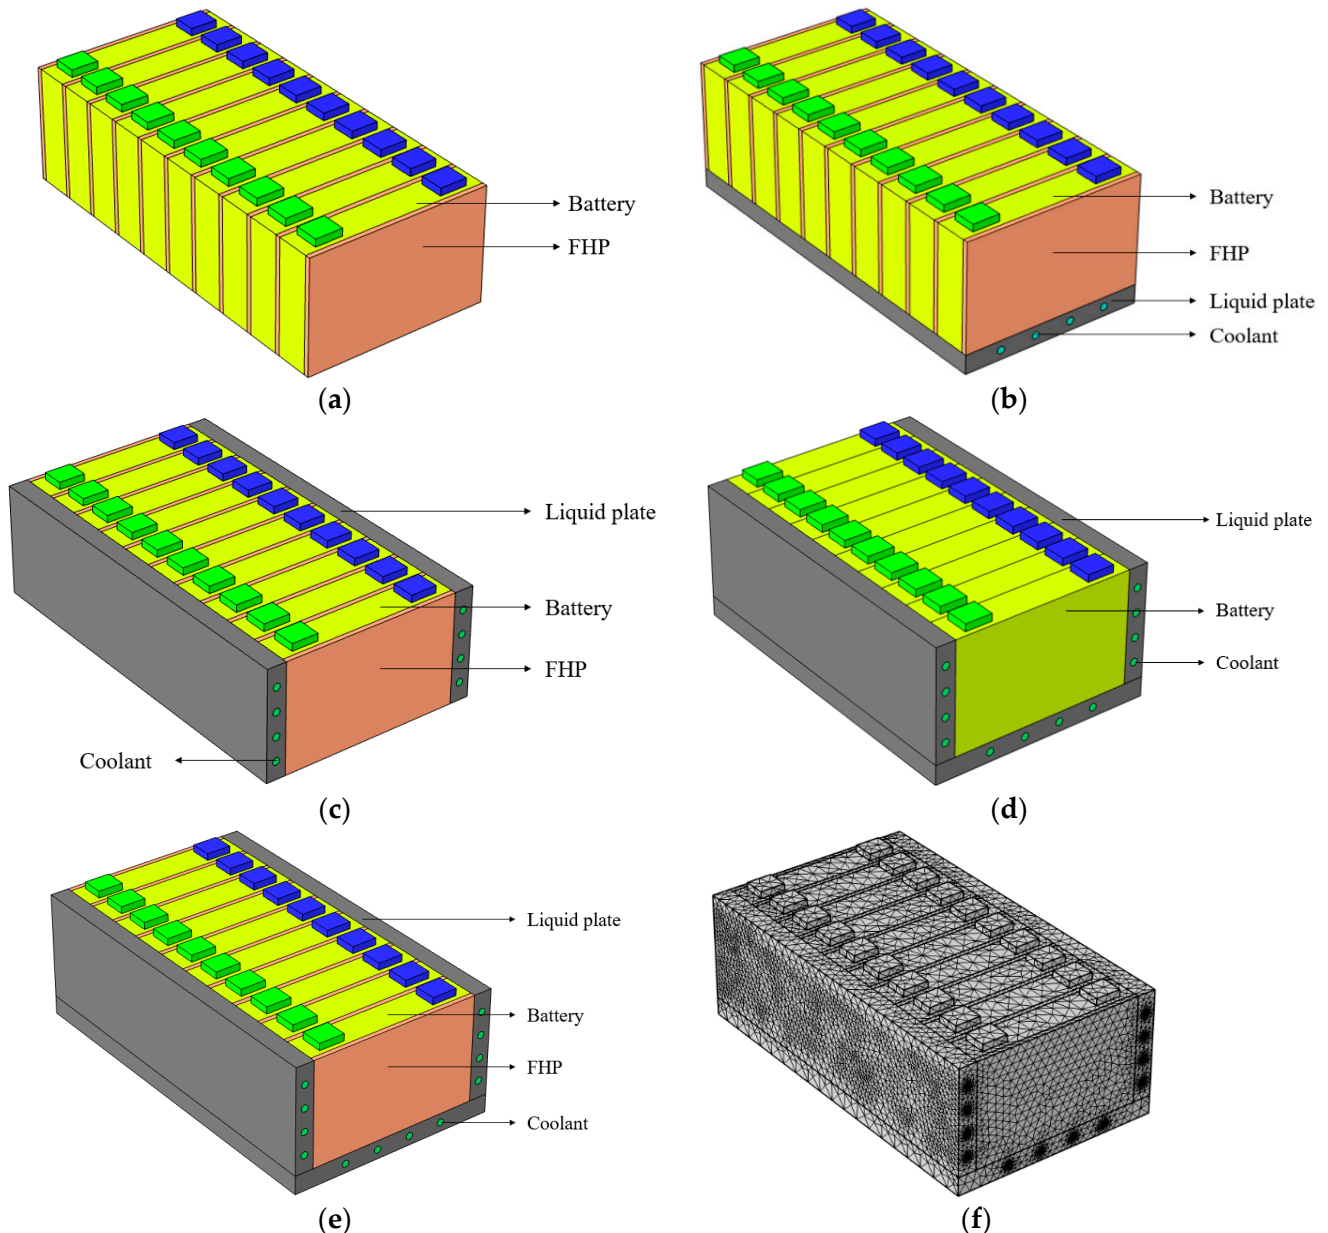 Battery
FHP
(a)
Battery
FHP
Liquid plate
Coolant
(b)
Liquid plate
Battery
FHP
Coolant
(c)
Liquid plate
Battery
Coolant
(d)
Liquid plate
Battery
FHP
Coolant
(e)
(f)